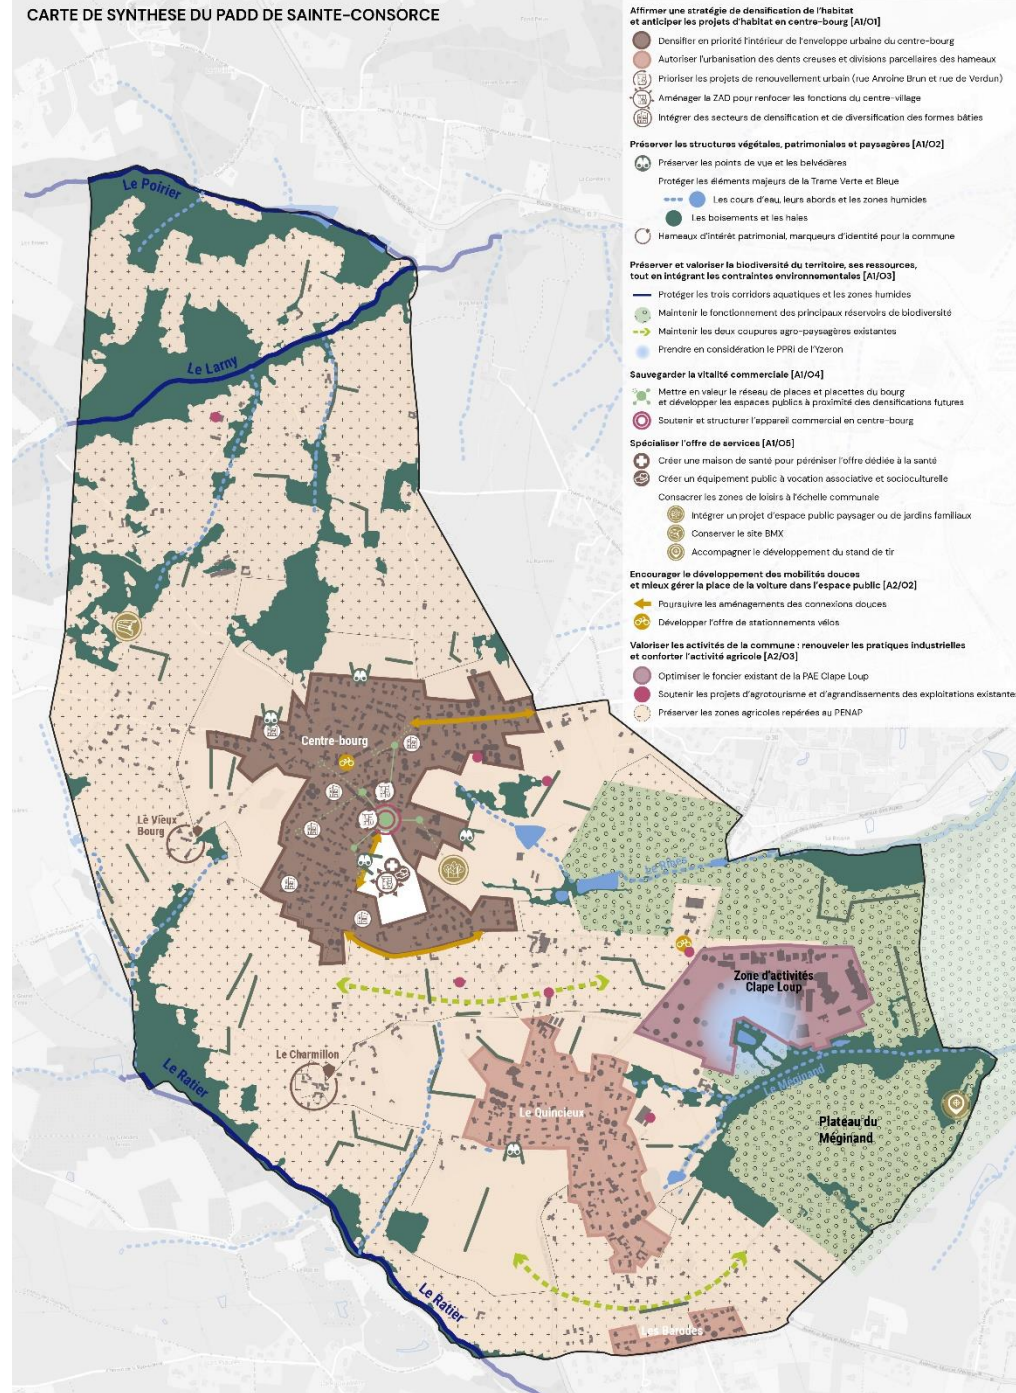 CARTE DE SYNTHESE DU PADD DE SAINTE-CONSORCE
Affirmer une stratégie de densification de l'habitat
et anticiper les projets d'habitat en centre-bourg [A1/O1]
Densifier en priorité l'intérieur de l'enveloppe urbaine du centre-bourg
Autoriser l'urbanisation des dents creuses et divisions parcellaires des hameaux
Prioriser les projets de renouvellement urbain (rue Anroine Brun et rue de Verdun)
Aménager la ZAD pour renfocer les fonctions du centre-village
Intégrer des secteurs de densification et de diversification des formes bâties
Préserver les structures végétales, patrimoniales et paysagères [A1/O2]
Préserver les points de vue et les belvédères
Protéger les éléments majeurs de la Trame Verte et Bleue
Les cours d'eau, leurs abords et les zones humides
Les boisements et les haies
Hameaux d'intérêt patrimonial, marqueurs d'identité pour la commune
Préserver et valoriser la biodiversité du territoire, ses ressources,
tout en intégrant les contraintes environnementales [A1/O3]
Protéger les trois corridors aquatiques et les zones humides
Maintenir le fonctionnement des principaux réservoirs de biodiversité
Maintenir les deux coupures agro-paysagères existantes
Prendre en considération le PPRi de l'Yzeron
Sauvegarder la vitalité commerciale [A1/O4]
Mettre en valeur le réseau de places et placettes du bourg
et développer les espaces publics à proximité des densifications futures
Soutenir et structurer l'appareil commercial en centre-bourg
Spécialiser l'offre de services [A1/O5]
Créer une maison de santé pour péréniser l'offre dédiée à la santé
Créer un équipement public à vocation associative et socioculturelle
Consacrer les zones de loisirs à l'échelle communale
Intégrer un projet d'espace public paysager ou de jardins familiaux
Conserver le site BMX
Accompagner le développement du stand de tir
Encourager le développement des mobilités douces
et mieux gérer la place de la voiture dans l'espace public [A2/O2]
Poursuivre les aménagements des connexions douces
Développer l'offre de stationnements vélos
Valoriser les activités de la commune : renouveler les pratiques industrielles
et conforter l'activité agricole [A2/O3]
Optimiser le foncier existant de la PAE Clape Loup
Soutenir les projets d'agrotourisme et d'agrandissements des exploitations existantes
Préserver les zones agricoles repérées au PENAP
Le Poirier
Le Larny
Centre-bourg
Le Vieux
Bourg
Zone d'activités
Clape Loup
Le Charmillon
Le Ratier
Le Méginand
Le Quincieux
Plateau du
Méginand
Le Ratier
Les Barodes